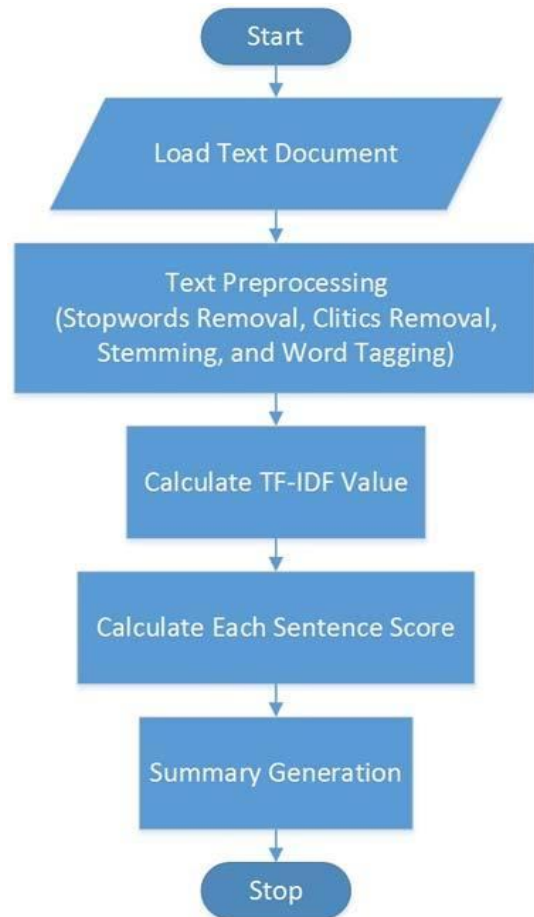 Start
Load Text Document
Text Preprocessing
(Stopwords Removal, Clitics Removal,
Stemming, and Word Tagging)
Calculate TF-IDF Value
Calculate Each Sentence Score
Summary Generation
Stop